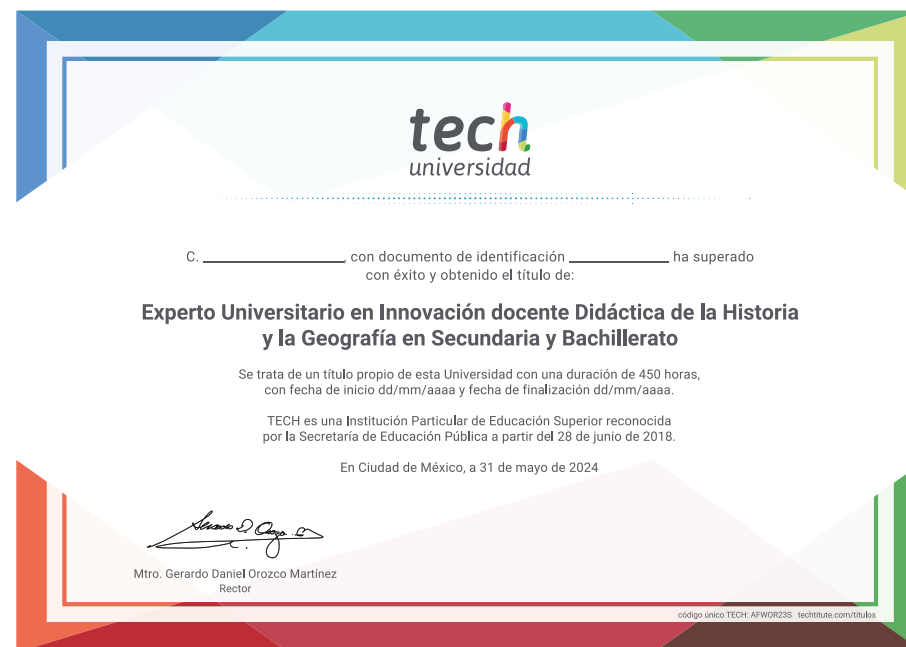 tech
universidad
C. ____________, con documento de identificación ____________ ha superado
con éxito y obtenido el título de:
Experto Universitario en Innovación docente Didáctica de la Historia
y la Geografía en Secundaria y Bachillerato
Se trata de un título propio de esta Universidad con una duración de 450 horas,
con fecha de inicio dd/mm/aaaa y fecha de finalización dd/mm/aaaa.
TECH es una Institución Particular de Educación Superior reconocida
por la Secretaría de Educación Pública a partir del 28 de junio de 2018.
En Ciudad de México, a 31 de mayo de 2024
Mtro. Gerardo Daniel Orozco Martínez
Rector
código único TECH: AFWOR23S techtitute.com/titulos